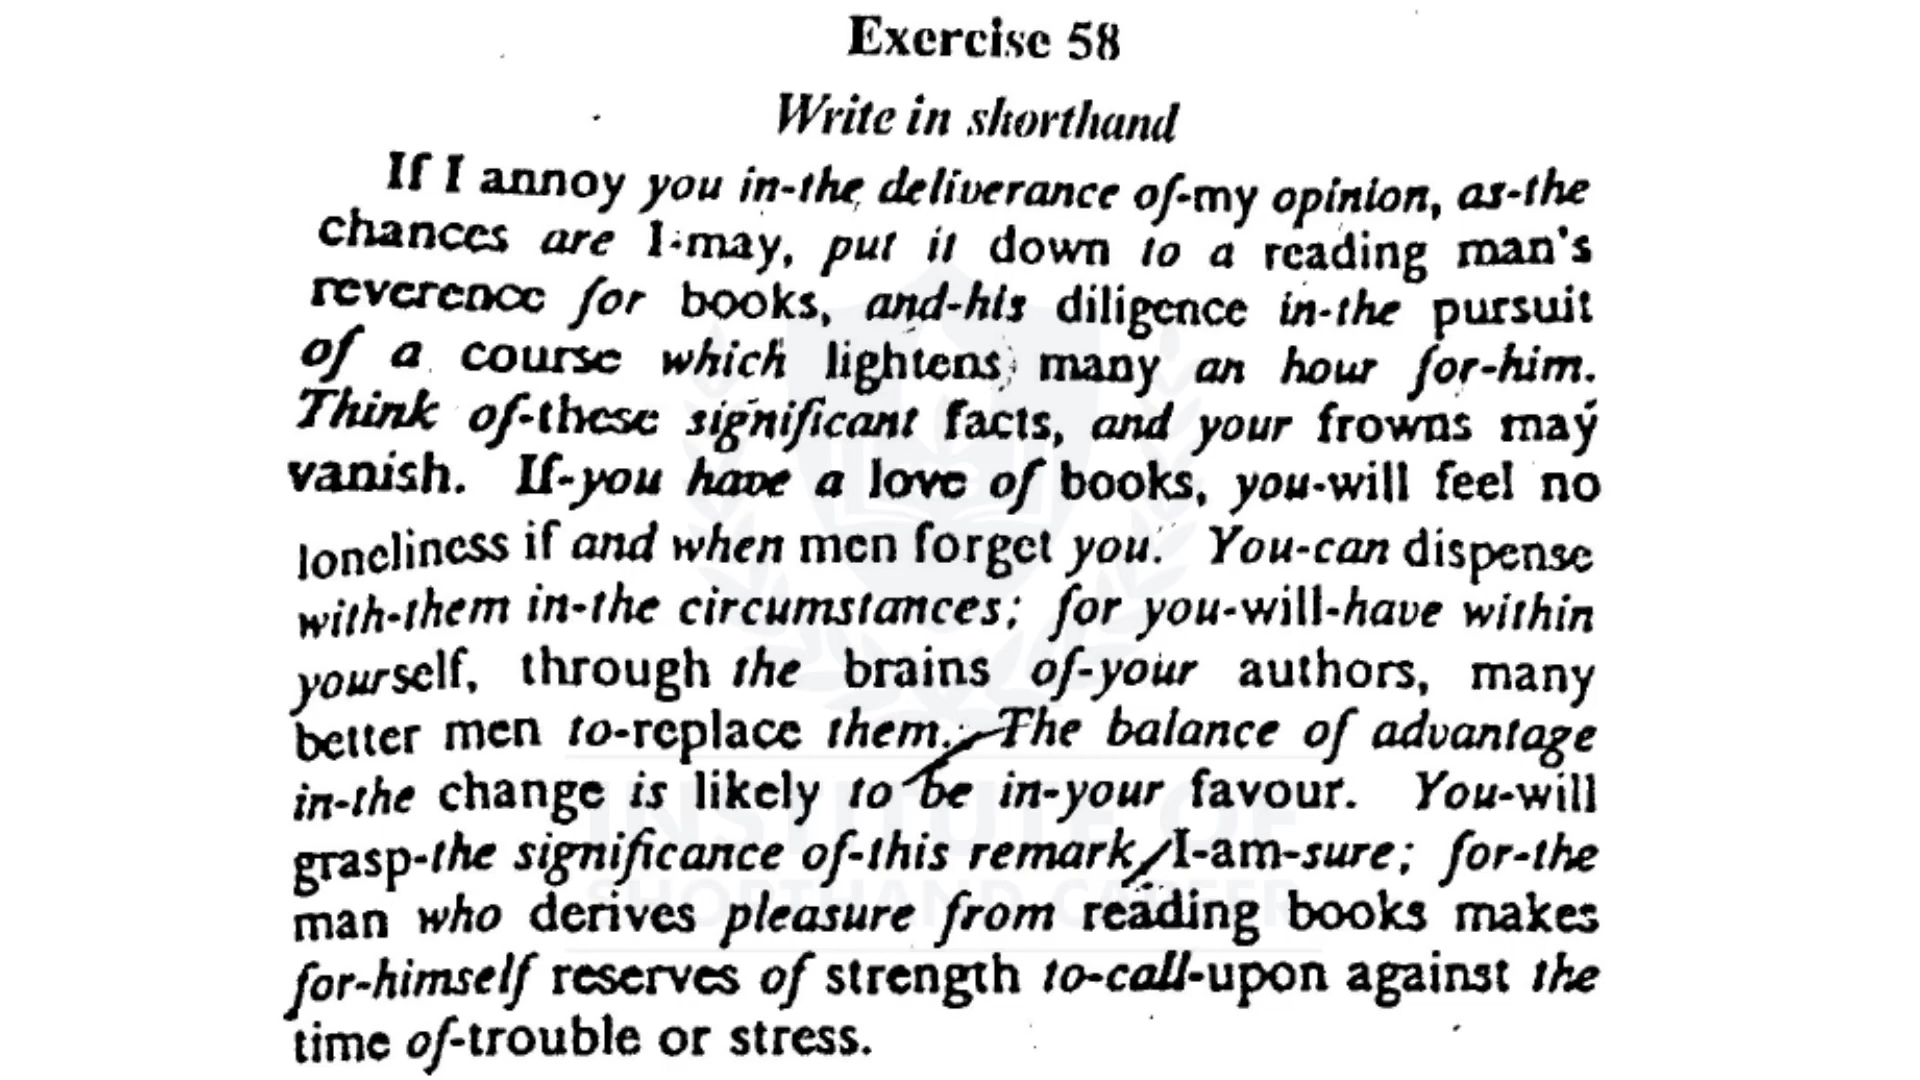 Exercise 58
Write in shorthand
If I annoy you in-the deliverance of-my opinion, as-the
chances are I-may, put it down to a reading man's
reverence for books, and-his diligence in-the pursuit
of a course which lightens many an hour for-him.
Think of-these significant facts, and your frowns may
vanish. If-you have a love of books, you-will feel no
loneliness if and when men forget you. You-can dispense
with-them in-the circumstances; for you-will-have within
yourself, through the brains of-your authors, many
better men to-replace them. The balance of advantage
in-the change is likely to be in-your favour. You-will
grasp-the significance of-this remark, I-am-sure; for-the
man who derives pleasure from reading books makes
for-himself reserves of strength to-call-upon against the
time of-trouble or stress.
INSTITUTE OF
SHORTHAND CAREER